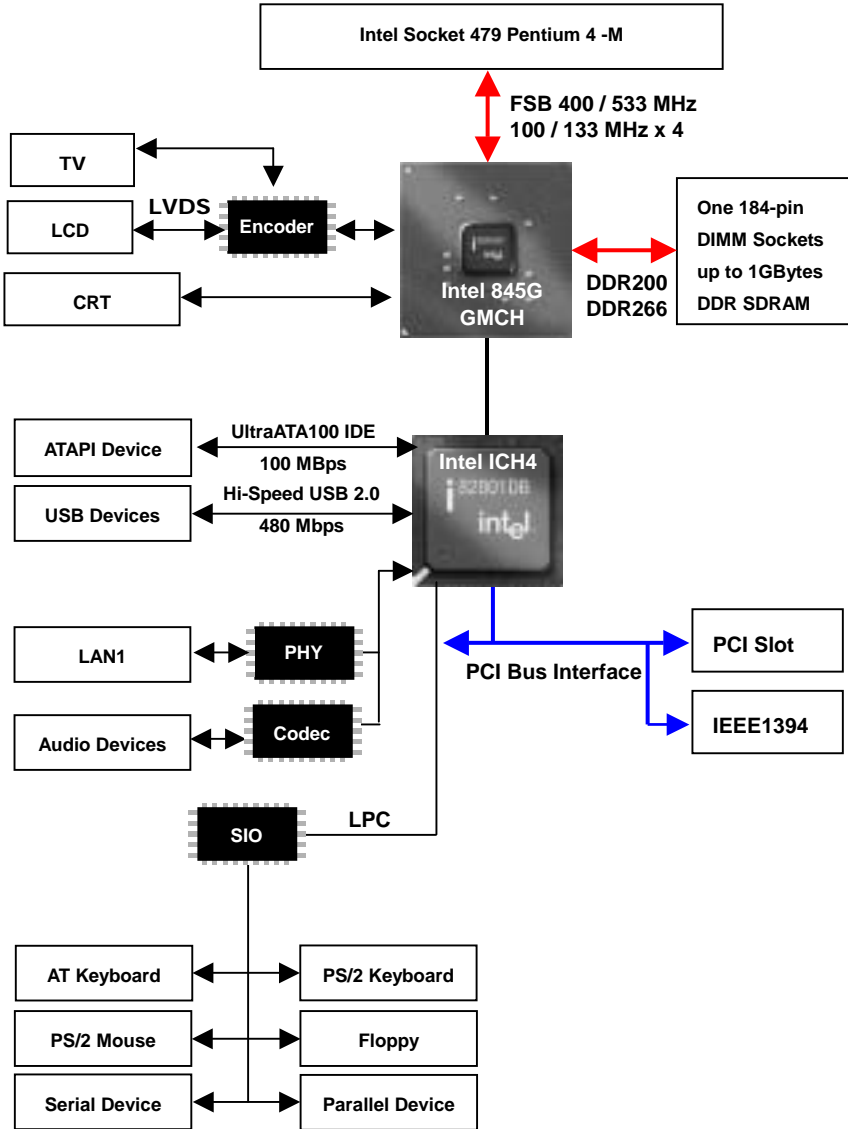 Intel Socket 479 Pentium 4 -M
FSB 400 / 533 MHz
100 / 133 MHz x 4
TV
LVDS
LCD
Encoder
CRT
Intel 845G
GMCH
DDR200
DDR266
One 184-pin
DIMM Sockets
up to 1GBytes
DDR SDRAM
ATAPI Device
UltraATA100 IDE
100 MBps
USB Devices
Hi-Speed USB 2.0
480 Mbps
Intel ICH4
82801DB
intel
LAN1
PHY
Audio Devices
Codec
PCI Bus Interface
PCI Slot
IEEE1394
SIO
LPC
AT Keyboard
PS/2 Keyboard
PS/2 Mouse
Floppy
Serial Device
Parallel Device